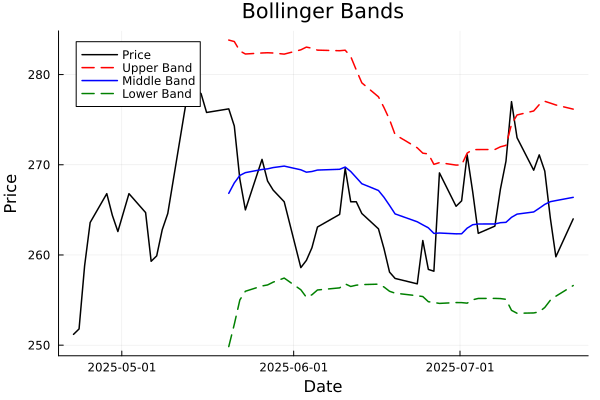 Bollinger Bands
Price
Upper Band
Middle Band
Lower Band
280
270
260
250
Price
2025-05-01
2025-06-01
2025-07-01
Date